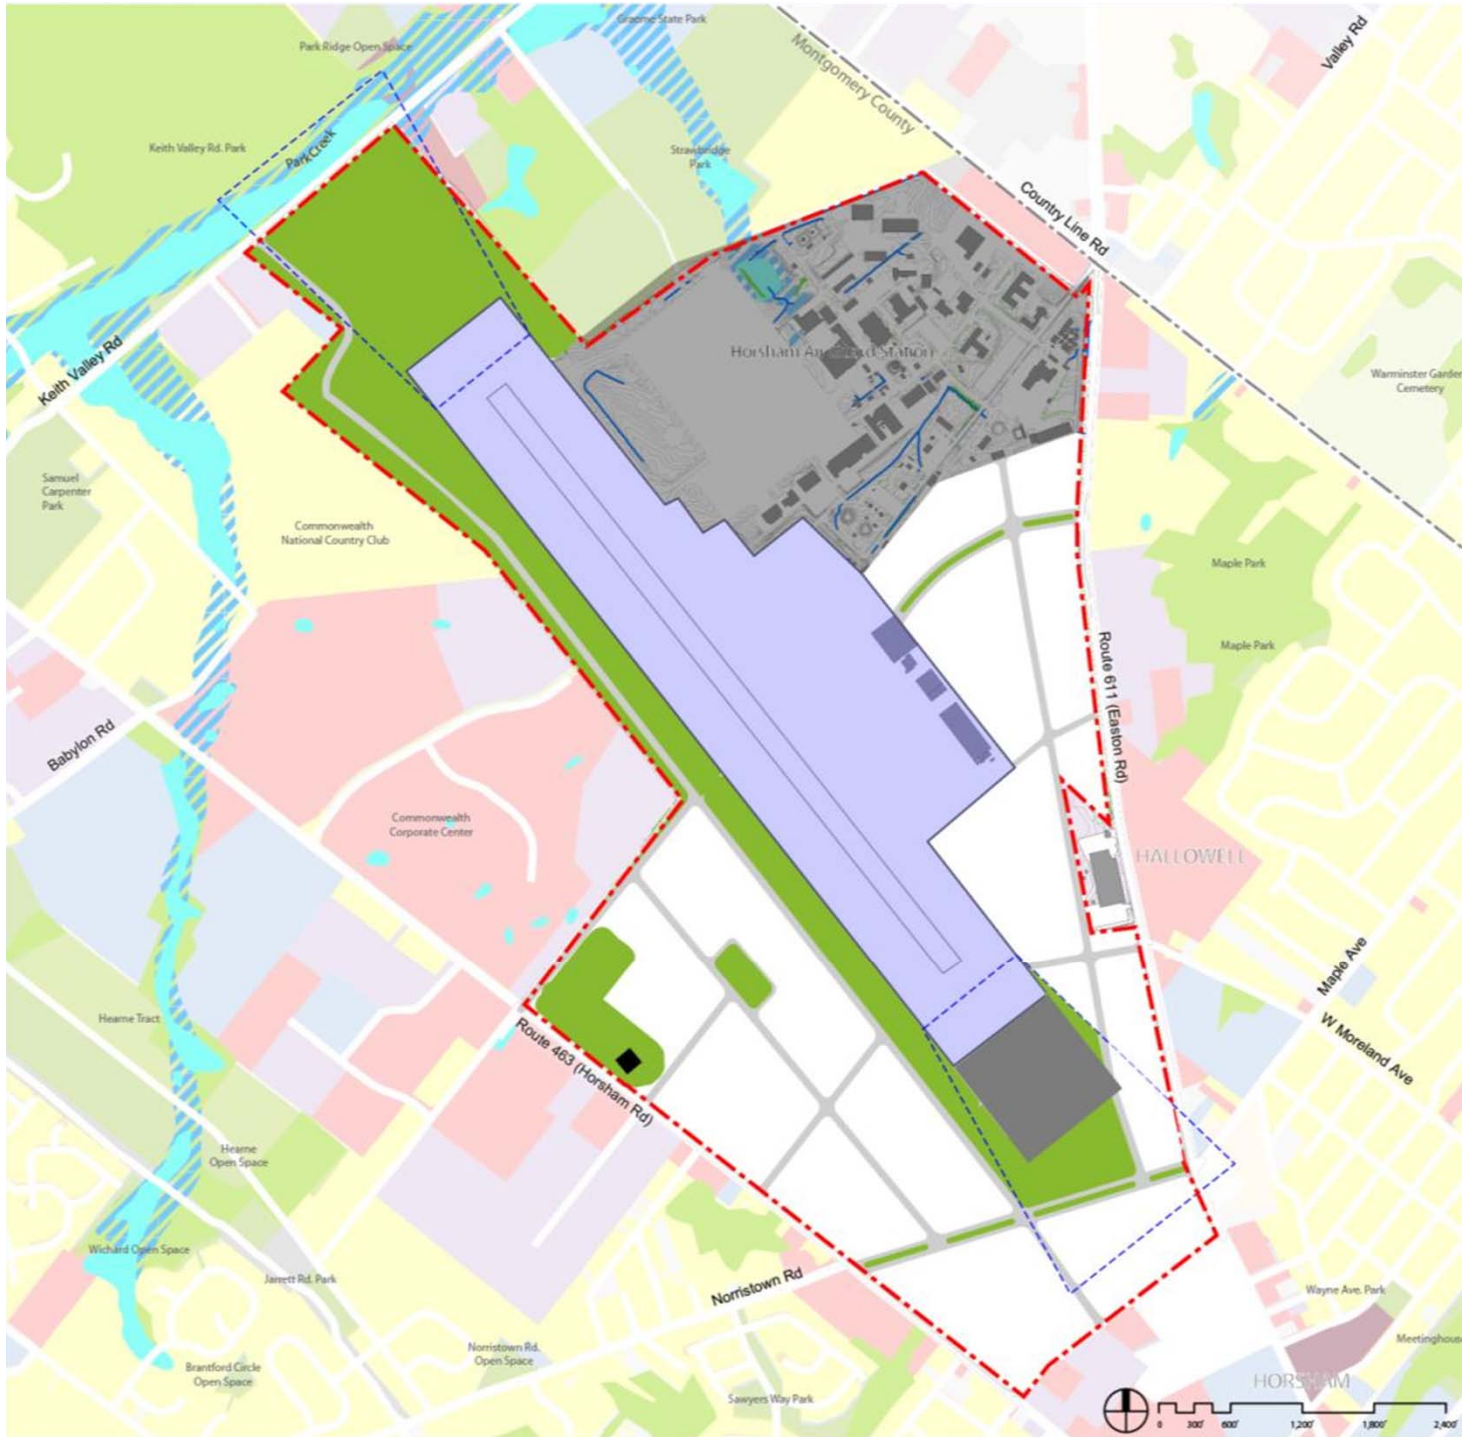 Graeme State Park
Park Ridge Open Space
Valley Rd
Montgomery County
Keith Valley Rd. Park
Park Creek
Strawbridge
Park
Country Line Rd
Keith Valley Rd
Horsham Air Guard Station
Warminster Garden
Cemetery
Samuel
Carpenter
Park
Commonwealth
National Country Club
Maple Park
Maple Park
Route 611 (Easton Rd)
Babylon Rd
Commonwealth
Corporate Center
HALLOWELL
Maple Ave
Hearne Tract
Route 463 (Horsham Rd)
W Moreland Ave
Hearne
Open Space
Wichard Open Space
Jarrett Rd. Park
Norristown Rd
Wayne Ave. Park
Meetinghouse
Norristown Rd.
Open Space
Brantford Circle
Open Space
Sawyers Way Park
HORSHAM
0 300' 600' 1,200' 1,800' 2,400'